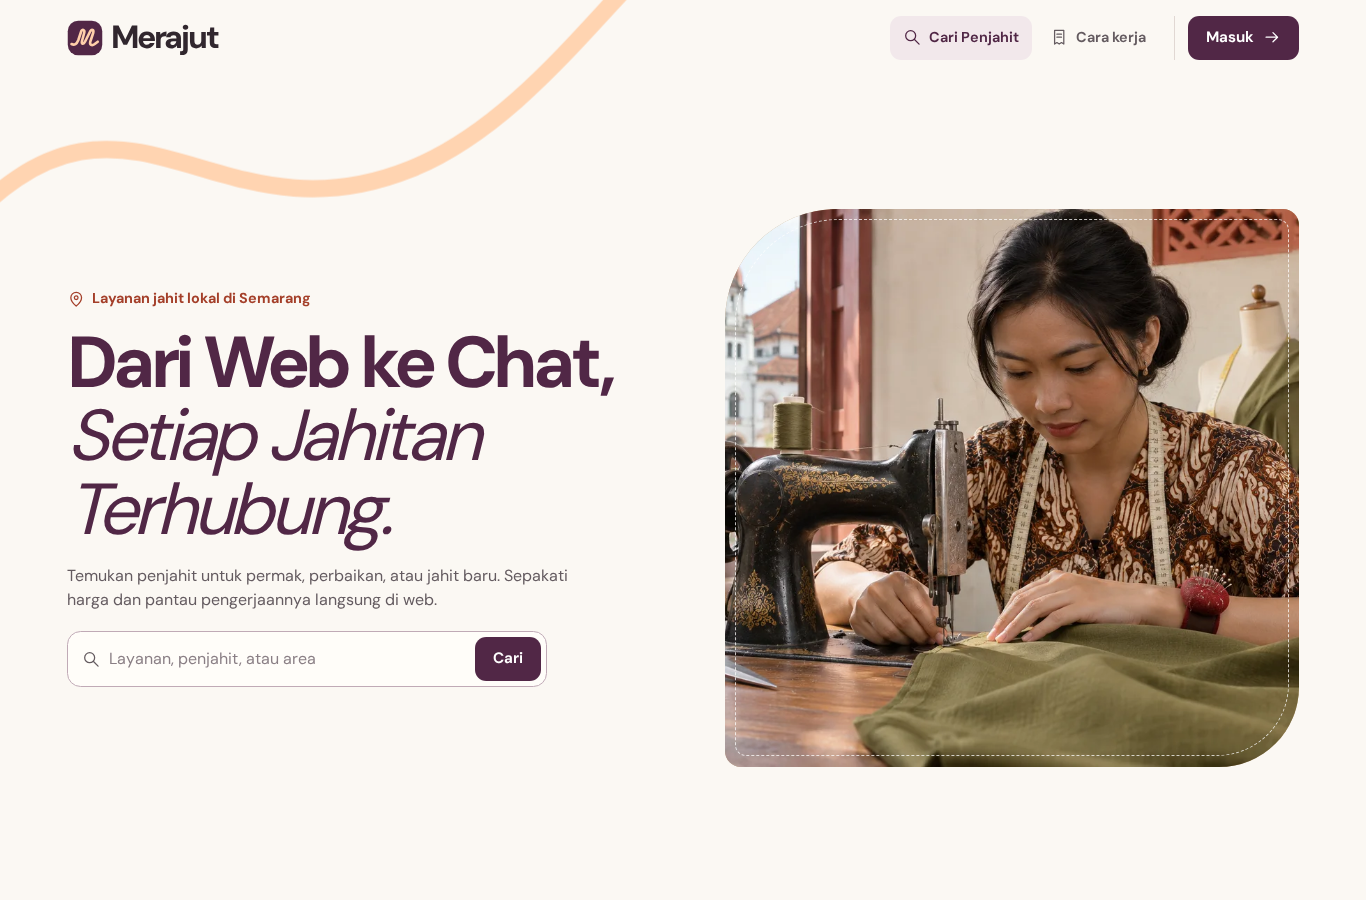 Merajut
Cari Penjahit
Cara kerja
Masuk
Layanan jahit lokal di Semarang
Dari Web ke Chat,
Setiap Jahitan
Terhubung.
Temukan penjahit untuk permak, perbaikan, atau jahit baru. Sepakati
harga dan pantau pengerjaannya langsung di web.
Layanan, penjahit, atau area
Cari